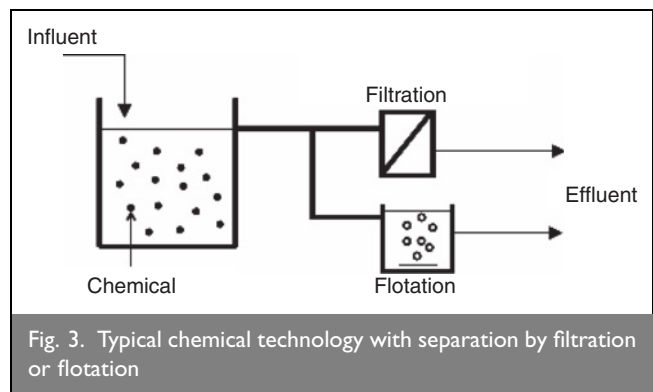 Influent
Filtration
Effluent
Chemical
Flotation
Fig. 3. Typical chemical technology with separation by filtration
or flotation